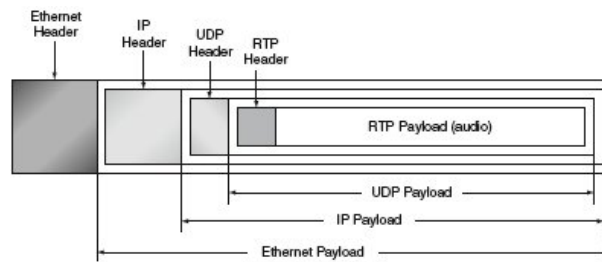 Ethernet
Header
IP
Header
UDP
Header
RTP
Header
RTP Payload (audio)
UDP Payload
IP Payload
Ethernet Payload